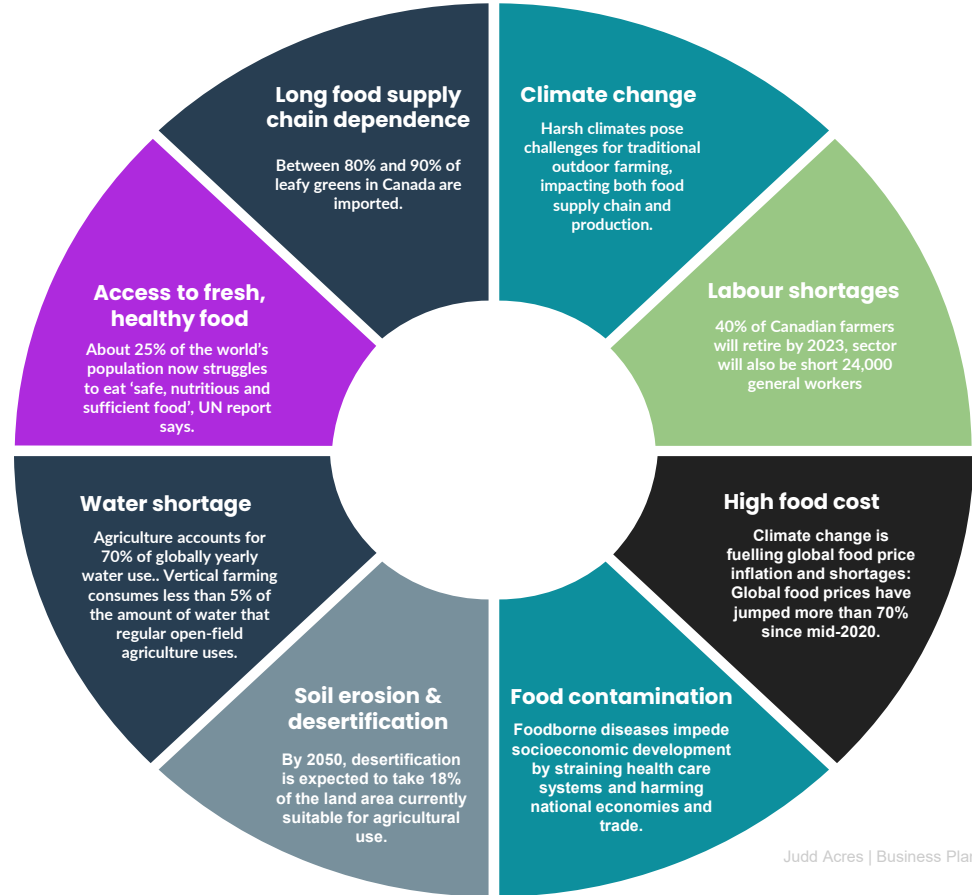 Long food supply
chain dependence
Between 80% and 90% of
leafy greens in Canada are
imported.
Climate change
Harsh climates pose
challenges for traditional
outdoor farming,
impacting both food
supply chain and
production.
Access to fresh,
healthy food
About 25% of the world's
population now struggles
to eat ‘safe, nutritious and
sufficient food’, UN report
says.
Labour shortages
40% of Canadian farmers
will retire by 2023, sector
will also be short 24,000
general workers
Water shortage
Agriculture accounts for
70% of globally yearly
water use.. Vertical farming
consumes less than 5% of
the amount of water that
regular open-field
agriculture uses.
High food cost
Climate change is
fuelling global food price
inflation and shortages:
Global food prices have
jumped more than 70%
since mid-2020.
Soil erosion &
desertification
By 2050, desertification
is expected to take 18%
of the land area currently
suitable for agricultural
use.
Food contamination
Foodborne diseases impede
socioeconomic development
by straining health care
systems and harming
national economies and
trade.
Judd Acres | Business Plan